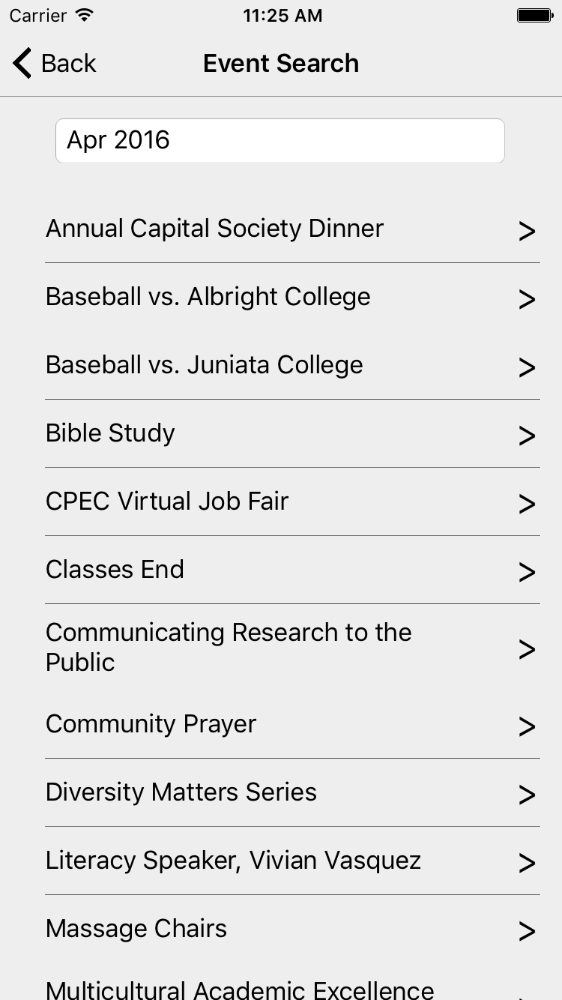 Carrier 11:25 AM
Back Event Search
Apr 2016
Annual Capital Society Dinner >
Baseball vs. Albright College >
Baseball vs. Juniata College >
Bible Study >
CPEC Virtual Job Fair >
Classes End >
Communicating Research to the
Public >
Community Prayer >
Diversity Matters Series >
Literacy Speaker, Vivian Vasquez >
Massage Chairs >
Multicultural Academic Excellence